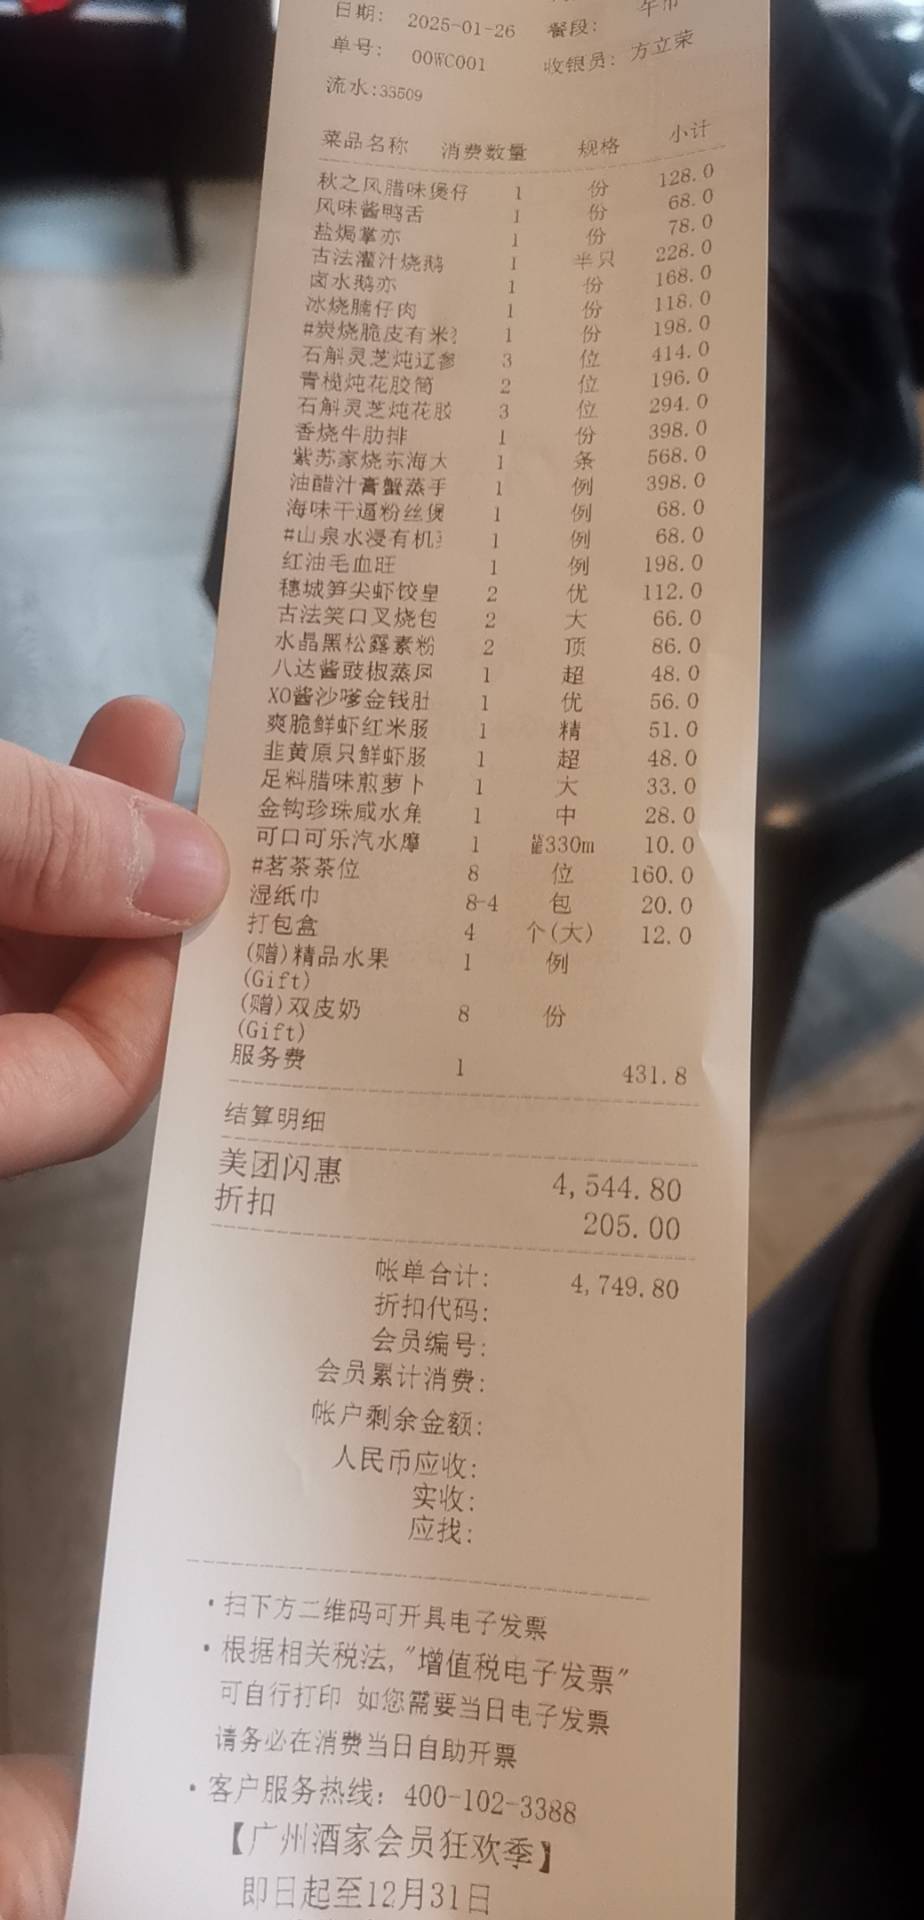 日期: 2025-01-26 餐段: 午市
单号: 00WC001 收银员: 方立荣
流水:33509
菜品名称 消费数量 规格 小计
秋之风腊味煲仔 1 份 128.0
风味酱鸭舌 1 份 68.0
盐焗掌亦 1 份 78.0
古法灌汁烧鹅 1 半只 228.0
卤水鹅亦 1 份 168.0
冰烧腩仔肉 1 份 118.0
#炭烧脆皮有米 1 份 198.0
石斛灵芝炖辽参 3 位 414.0
青榄炖花胶筒 2 位 196.0
石斛灵芝炖花胶 3 位 294.0
香烧牛肋排 1 份 398.0
紫苏家烧东海大 1 条 568.0
油醋汁膏蟹蒸手 1 例 398.0
海味干逼粉丝煲 1 例 68.0
#山泉水浸有机 1 例 68.0
红油毛血旺 1 例 198.0
穗城笋尖虾饺皇 2 优 112.0
古法笑口叉烧包 2 大 66.0
水晶黑松露素粉 2 顶 86.0
八达酱豉椒蒸凤 1 超 48.0
XO酱沙嗲金钱肚 1 优 56.0
爽脆鲜虾红米肠 1 精 51.0
韭黄原只鲜虾肠 1 超 48.0
足料腊味煎萝卜 1 大 33.0
金钩珍珠咸水角 1 中 28.0
可口可乐汽水摩 1 330m 10.0
#茗茶茶位 8 位 160.0
湿纸巾 8-4 包 20.0
打包盒 4 个(大) 12.0
(赠)精品水果 1 例
(Gift)
(赠)双皮奶 8 份
(Gift)
服务费 1 431.8
结算明细
美团闪惠 4,544.80
折扣 205.00
帐单合计: 4,749.80
折扣代码:
会员编号:
会员累计消费:
帐户剩余金额:
人民币应收:
实收:
应找:
·扫下方二维码可开具电子发票
·根据相关税法,"增值税电子发票"
可自行打印 如您需要当日电子发票
请务必在消费当日自助开票
·客户服务热线: 400-102-3388
【广州酒家会员狂欢季】
即日起至12月31日